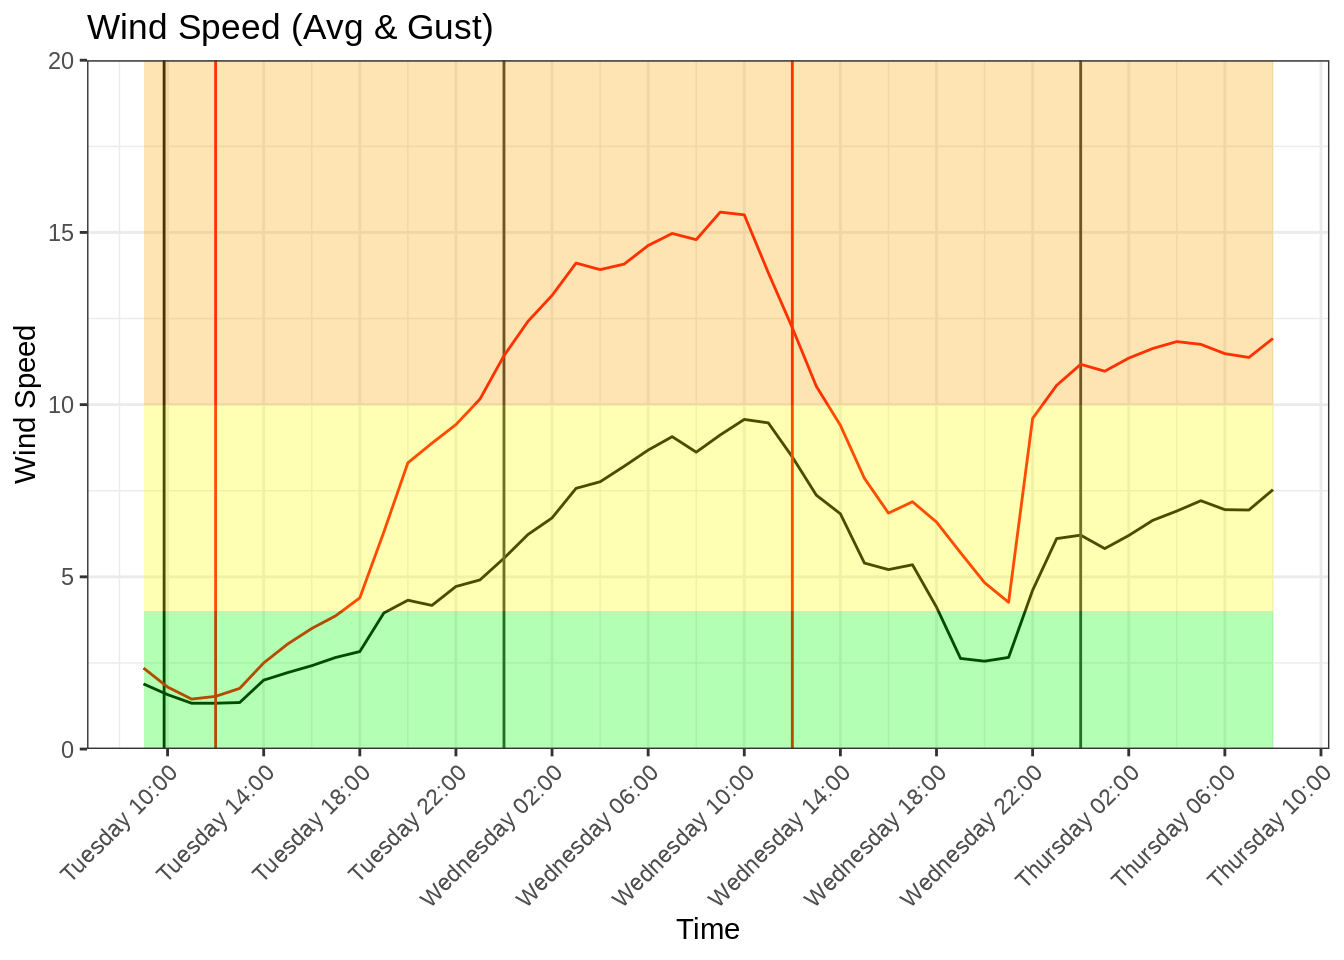 Wind Speed (Avg & Gust)
Wind Speed
20
15
10
5
0
Tuesday 10:00
Tuesday 14:00
Tuesday 18:00
Tuesday 22:00
Wednesday 02:00
Wednesday 06:00
Wednesday 10:00
Wednesday 14:00
Wednesday 18:00
Wednesday 22:00
Thursday 02:00
Thursday 06:00
Thursday 10:00
Time